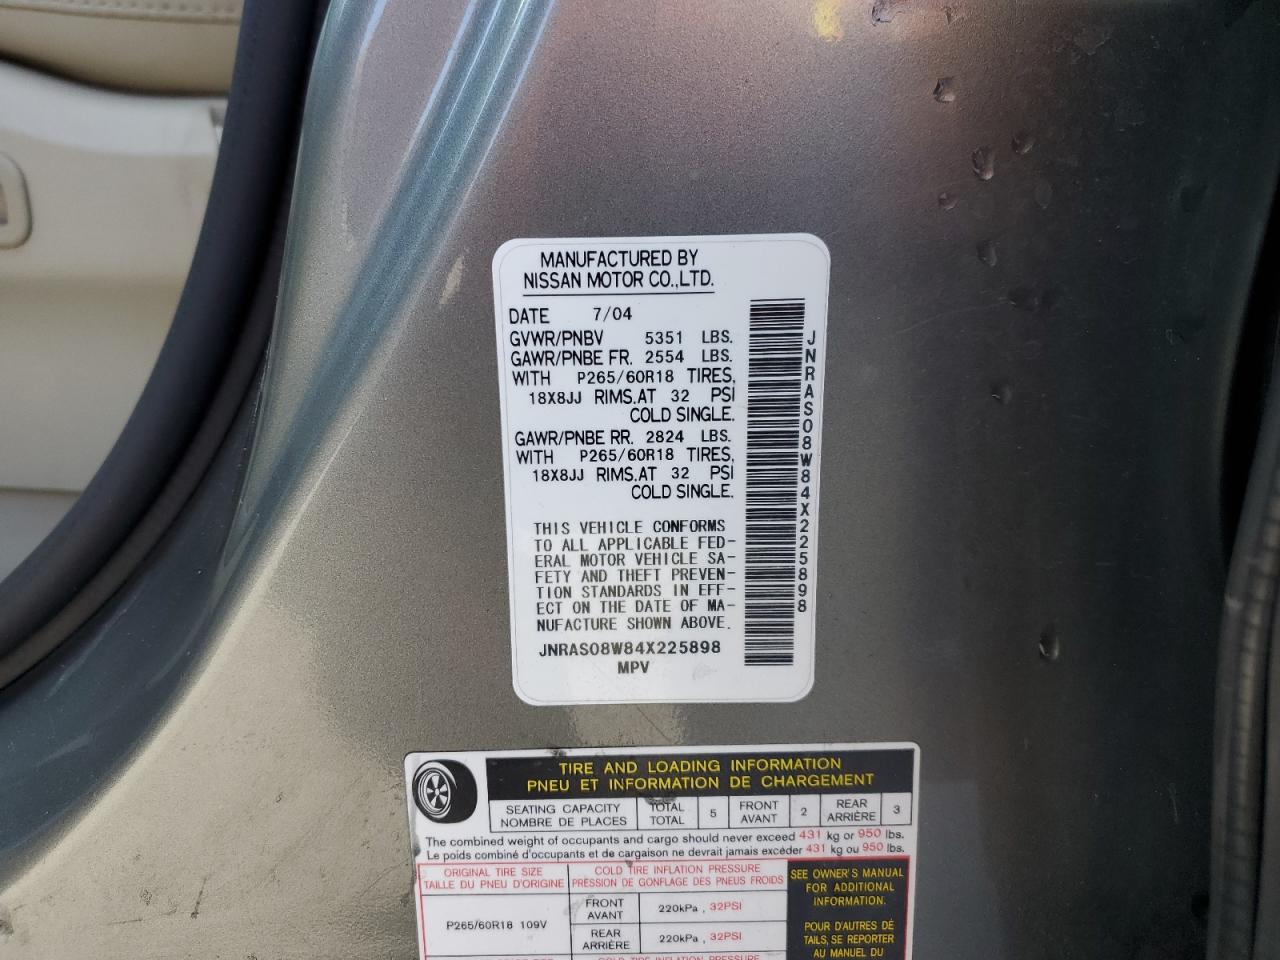 MANUFACTURED BY
NISSAN MOTOR CO.,LTD.
DATE 7/04
GVWR/PNBV 5351 LBS.
GAWR/PNBE FR. 2554 LBS.
WITH P265/60R18 TIRES,
18X8JJ RIMS.AT 32 PSI
COLD SINGLE.
GAWR/PNBE RR. 2824 LBS.
WITH P265/60R18 TIRES,
18X8JJ RIMS.AT 32 PSI
COLD SINGLE.
THIS VEHICLE CONFORMS
TO ALL APPLICABLE FED-
ERAL MOTOR VEHICLE SA-
FETY AND THEFT PREVEN-
TION STANDARDS IN EFF-
ECT ON THE DATE OF MA-
NUFACTURE SHOWN ABOVE.
JNRAS08W84X225898
MPV
JNRAS08W84X225898
TIRE AND LOADING INFORMATION
PNEU ET INFORMATION DE CHARGEMENT
SEATING CAPACITY
NOMBRE DE PLACES
TOTAL
TOTAL
5
FRONT
AVANT
2
REAR
ARRIÈRE
3
The combined weight of occupants and cargo should never exceed 431 kg or 950 lbs.
Le poids combiné d'occupants et de cargaison ne devrait jamais excéder 431 kg ou 950 lbs.
ORIGINAL TIRE SIZE
TAILLE DU PNEU D'ORIGINE
COLD TIRE INFLATION PRESSURE
PRESSION DE GONFLAGE DES PNEUS FROIDS
P265/60R18 109V
FRONT
AVANT
220kPa , 32PSI
REAR
ARRIÈRE
220kPa , 32PSI
SEE OWNER'S MANUAL
FOR ADDITIONAL
INFORMATION.
POUR D'AUTRES DE
TAILS, SE REPORTER
AU MANUEL DU
COLD TIRE INFLATION PRESSURE